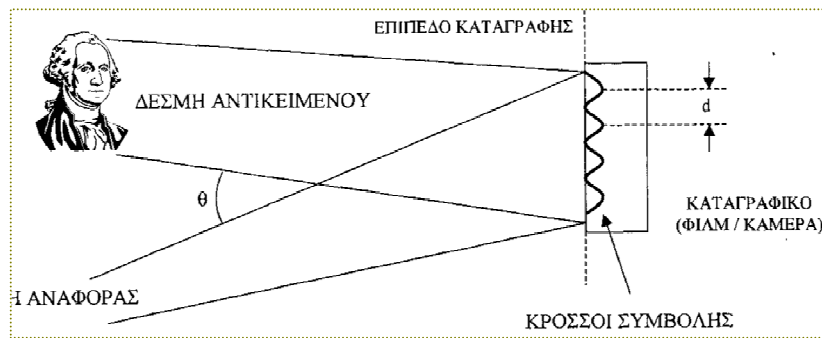 ΕΠΙΠΕΔΟ ΚΑΤΑΓΡΑΦΗΣ
ΔΕΣΜΗ ΑΝΤΙΚΕΙΜΕΝΟΥ
d
θ
ΚΑΤΑΓΡΑΦΙΚΟ
(ΦΙΛΜ / ΚΑΜΕΡΑ)
Η ΑΝΑΦΟΡΑΣ
ΚΡΟΣΣΟΙ ΣΥΜΒΟΛΗΣ